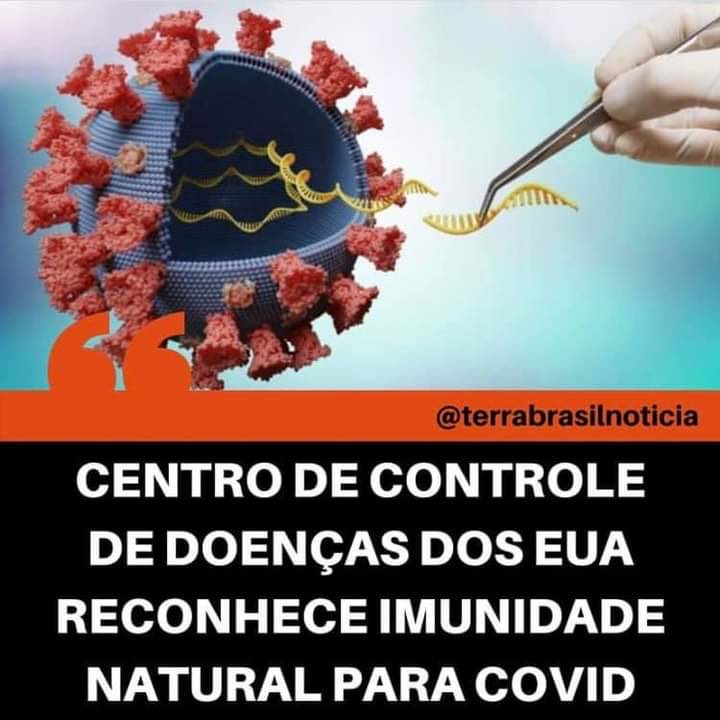 @terrabrasilnoticia
CENTRO DE CONTROLE
DE DOENÇAS DOS EUA
RECONHECE IMUNIDADE
NATURAL PARA COVID